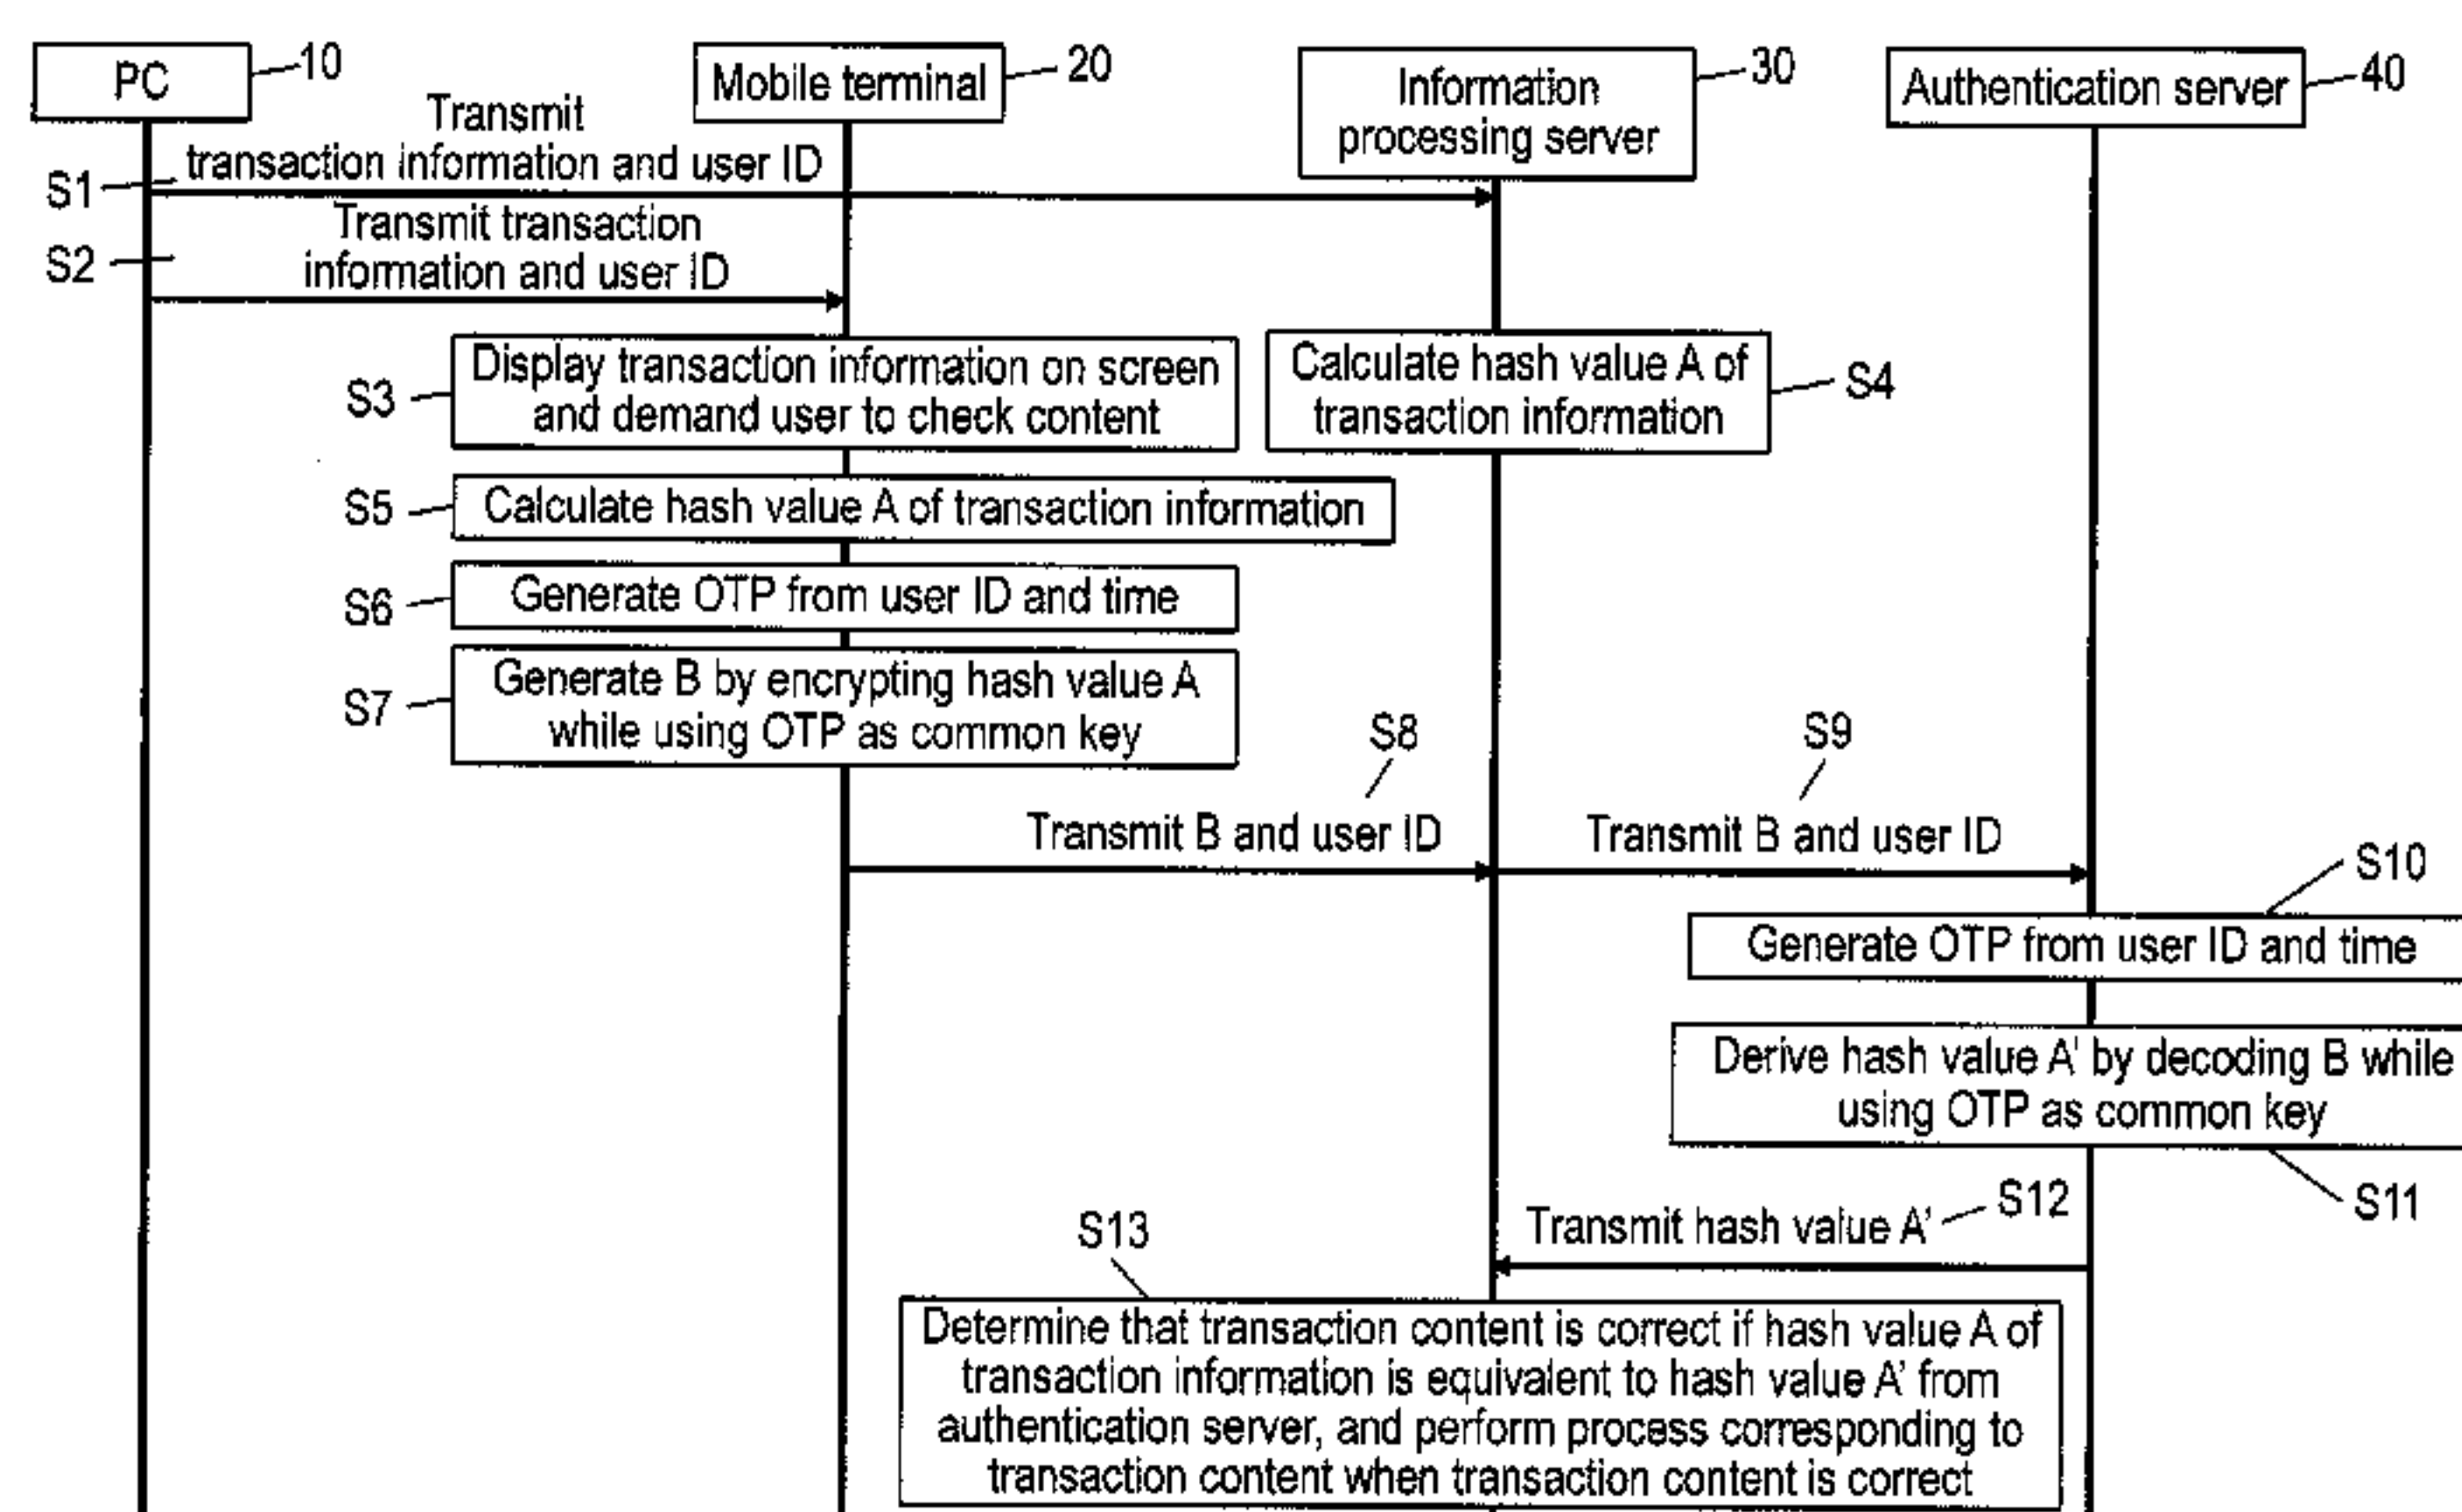 PC
10
Mobile terminal
20
Information
processing server
30
Authentication server
40
Transmit
transaction information and user ID
S1
Transmit transaction
information and user ID
S2
Display transaction information on screen
and demand user to check content
S3
Calculate hash value A of
transaction information
S4
S5
Calculate hash value A of transaction information
S6
Generate OTP from user ID and time
S7
Generate B by encrypting hash value A
while using OTP as common key
S8
Transmit B and user ID
S9
Transmit B and user ID
S10
Generate OTP from user ID and time
Derive hash value A' by decoding B while
using OTP as common key
S11
S12
Transmit hash value A'
S13
Determine that transaction content is correct if hash value A of
transaction information is equivalent to hash value A' from
authentication server, and perform process corresponding to
transaction content when transaction content is correct